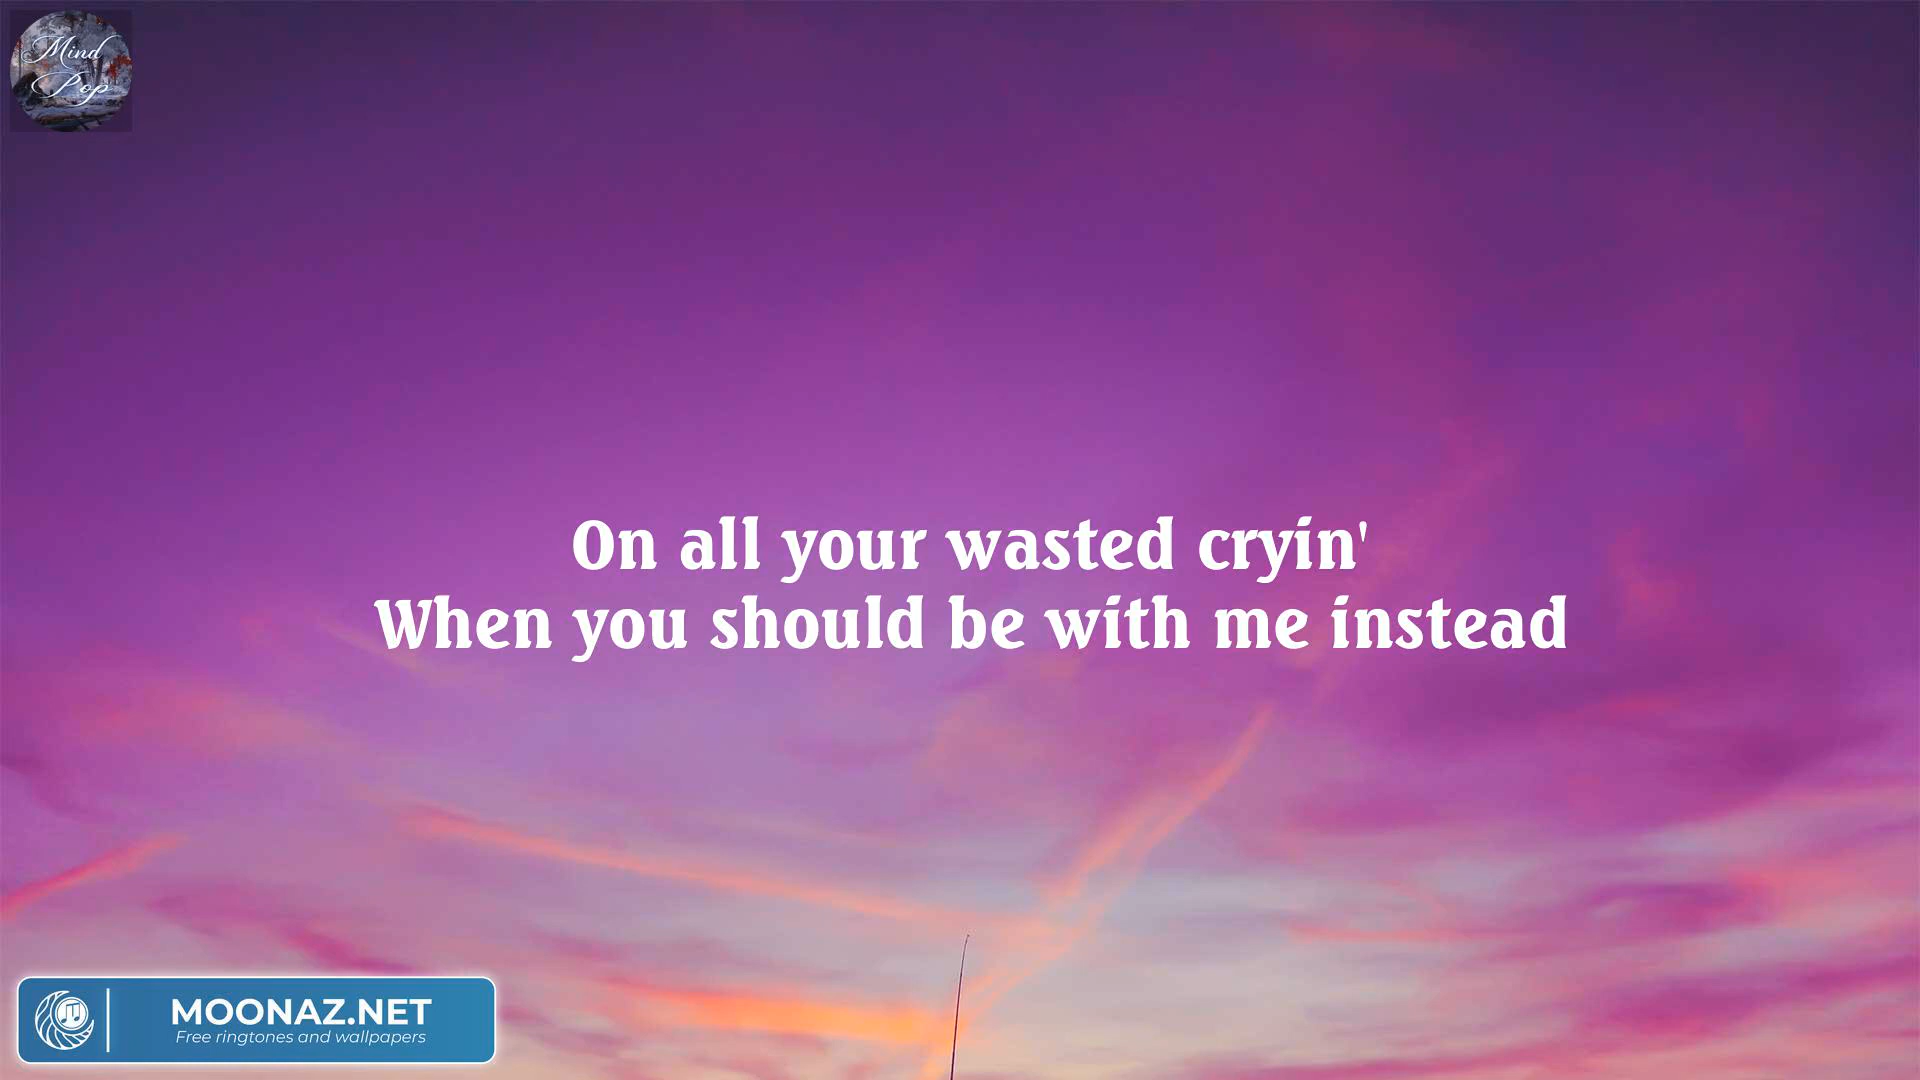 Mind
Pop
On all your wasted cryin'
When you should be with me instead
MOONAZ.NET
Free ringtones and wallpapers